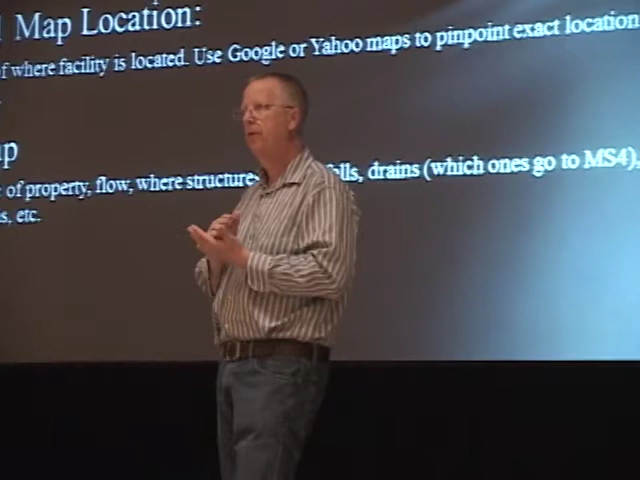 Map Location:
of where facility is located. Use Google or Yahoo maps to pinpoint exact location
of property, flow, where structures, drains (which ones go to MS4),
etc.